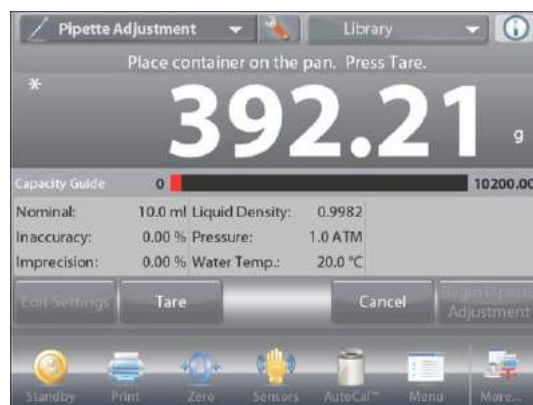 Pipette Adjustment
Library
Place container on the pan. Press Tare.
*
392.21 g
Capacity Guide 0 10200.00
Nominal: 10.0 ml Liquid Density: 0.9982
Inaccuracy: 0.00 % Pressure: 1.0 ATM
Imprecision: 0.00 % Water Temp.: 20.0 °C
Edit Settings
Tare
Cancel
Begin Pipette Adjustment
Standby
Print
Zero
Sensors
AutoCal™
Menu
More...